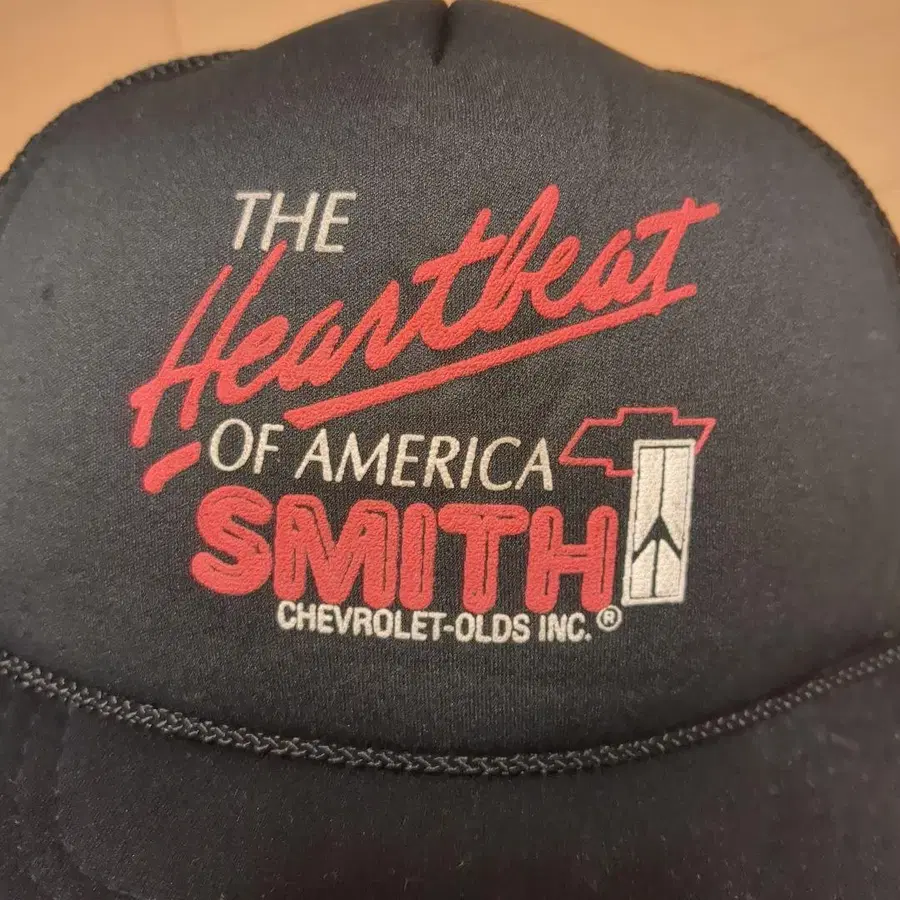 THE
Heartbeat
OF AMERICA
SMITH
CHEVROLET-OLDS INC.®